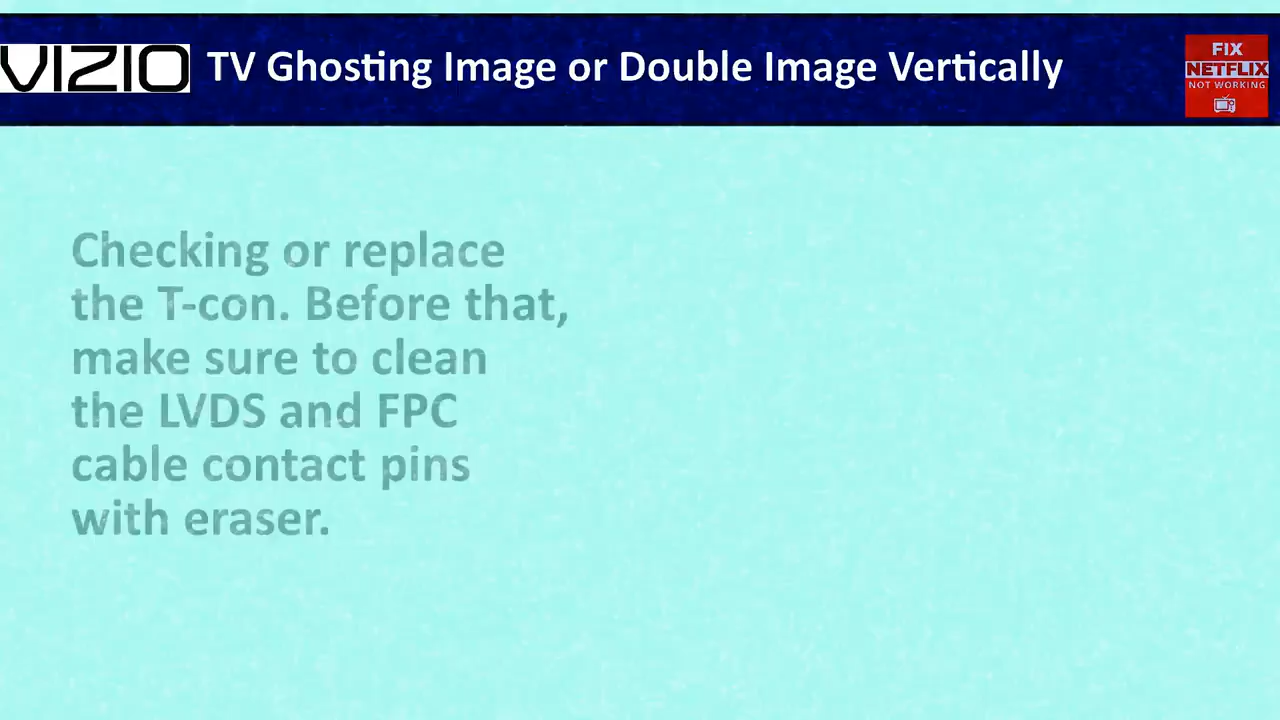 VIZIO TV Ghosting Image or Double Image Vertically
FIX
NETFLIX
NOT WORKING
Checking or replace
the T-con. Before that,
make sure to clean
the LVDS and FPC
cable contact pins
with eraser.